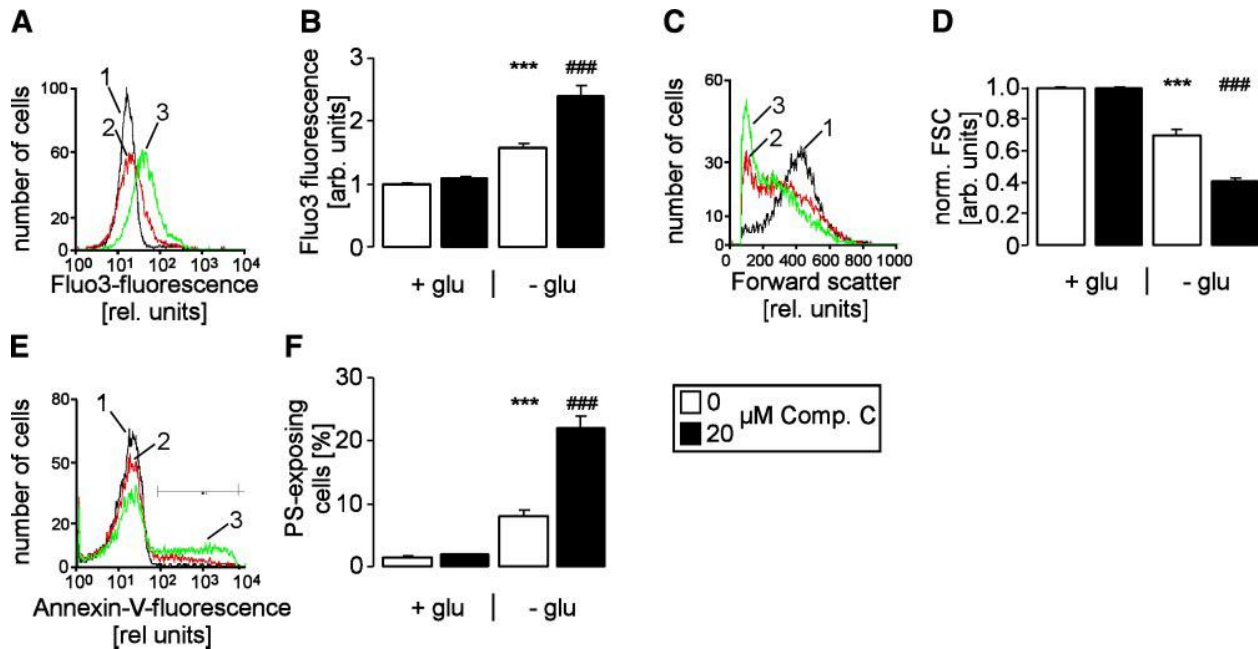 A
number of cells
100
60
20
0
1
2
3
10⁰ 10¹ 10² 10³ 10⁴
Fluo3-fluorescence
[rel. units]
B
Fluo3 fluorescence
[arb. units]
3
2
1
0
*** ###
+ glu | - glu
C
number of cells
60
30
10
0
3
2
1
0 200 400 600 800 1000
Forward scatter
[rel. units]
D
norm. FSC
[arb. units]
1.0
0.8
0.6
0.4
0.2
0
*** ###
+ glu | - glu
E
number of cells
80
50
20
0
1
2
3
10⁰ 10¹ 10² 10³ 10⁴
Annexin-V-fluorescence
[rel units]
F
PS-exposing
cells [%]
30
20
10
0
*** ###
+ glu | - glu
0
20
µM Comp. C